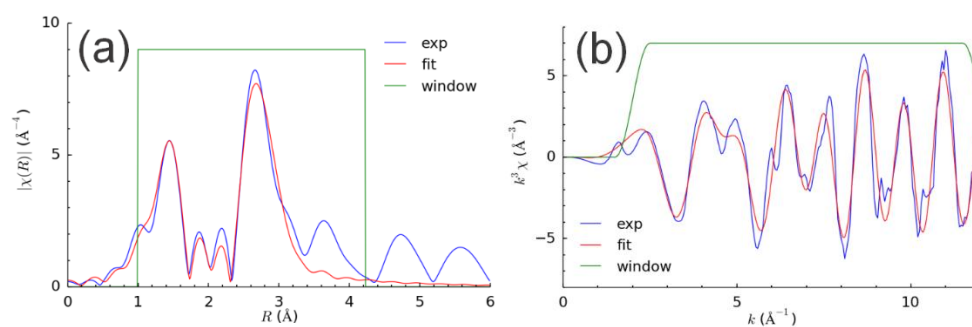 (a)
10
5
0
|χ(R)| (Å⁻⁴)
exp
fit
window
0 1 2 3 4 5 6
R (Å)
(b)
5
0
−5
k³χ (Å⁻³)
exp
fit
window
0 5 10
k (Å⁻¹)